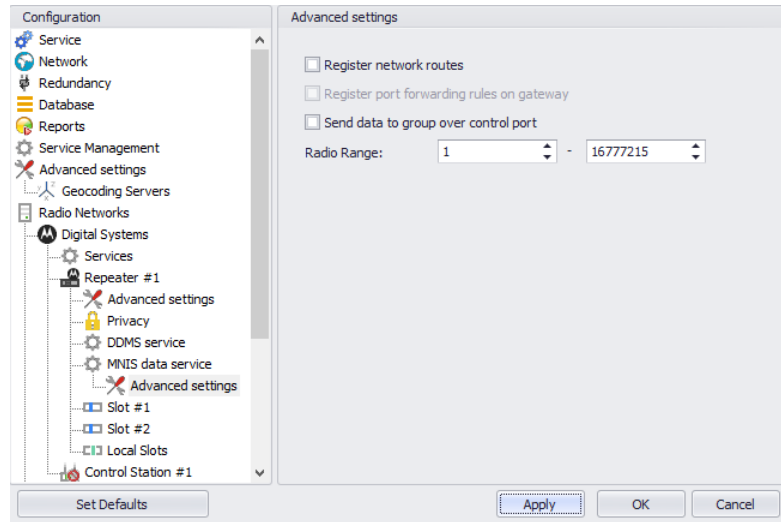 Configuration
Service
Network
Redundancy
Database
Reports
Service Management
Advanced settings
Geocoding Servers
Radio Networks
Digital Systems
Services
Repeater #1
Advanced settings
Privacy
DDMS service
MNIS data service
Advanced settings
Slot #1
Slot #2
Local Slots
Control Station #1
Advanced settings
Register network routes
Register port forwarding rules on gateway
Send data to group over control port
Radio Range: 1 - 16777215
Set Defaults Apply OK Cancel